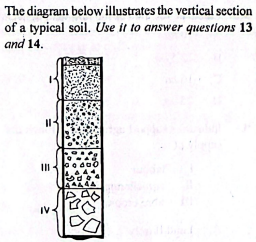 The diagram below illustrates the vertical section
of a typical soil. Use it to answer questions 13
and 14.
I
II
III
IV